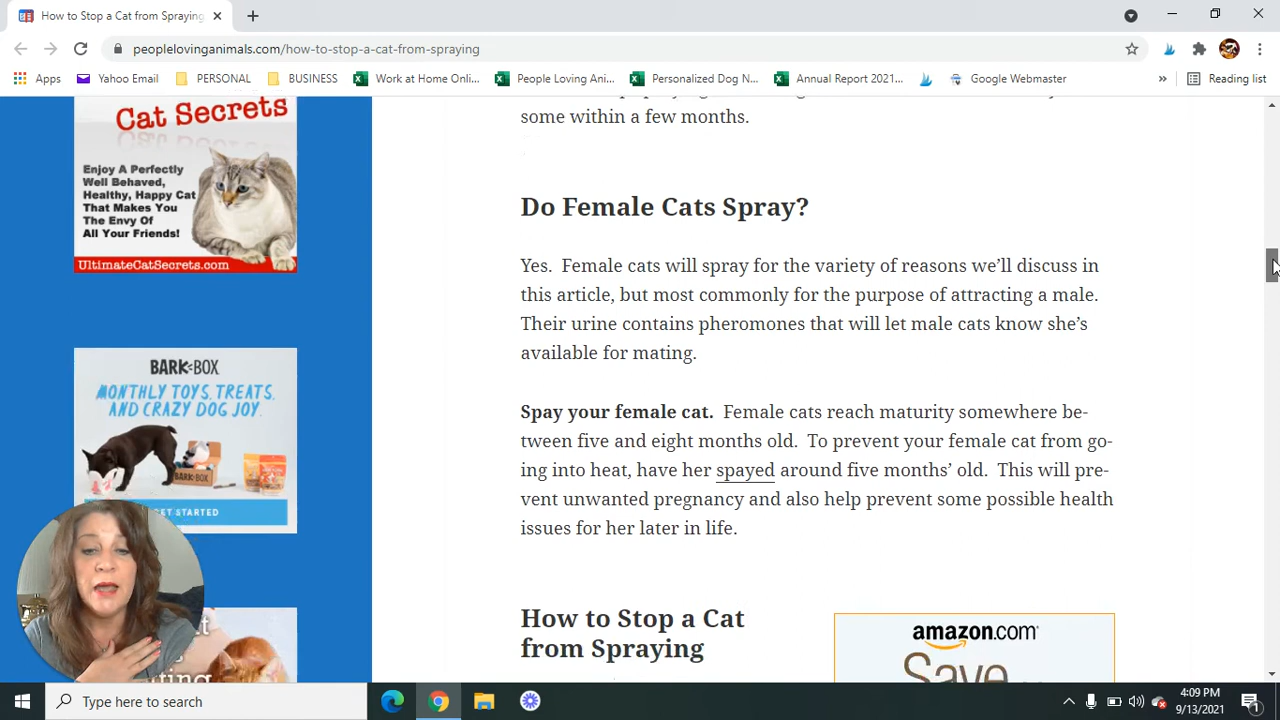 How to Stop a Cat from Spraying
peoplelovinganimals.com/how-to-stop-a-cat-from-spraying
Apps
Yahoo Email
PERSONAL
BUSINESS
Work at Home Onli...
People Loving Ani...
Personalized Dog N...
Annual Report 2021...
Google Webmaster
»
Reading list
Cat Secrets
Enjoy A Perfectly
Well Behaved,
Healthy, Happy Cat
That Makes You
The Envy Of
All Your Friends!
UltimateCatSecrets.com
BARK BOX
MONTHLY TOYS, TREATS,
AND CRAZY DOG JOY.
BARKBOX
GET STARTED
some within a few months.
Do Female Cats Spray?
Yes. Female cats will spray for the variety of reasons we’ll discuss in
this article, but most commonly for the purpose of attracting a male.
Their urine contains pheromones that will let male cats know she’s
available for mating.
Spay your female cat. Female cats reach maturity somewhere be-
tween five and eight months old. To prevent your female cat from go-
ing into heat, have her spayed around five months’ old. This will pre-
vent unwanted pregnancy and also help prevent some possible health
issues for her later in life.
How to Stop a Cat
from Spraying
amazon.com
Save
Type here to search
4:09 PM
9/13/2021
1